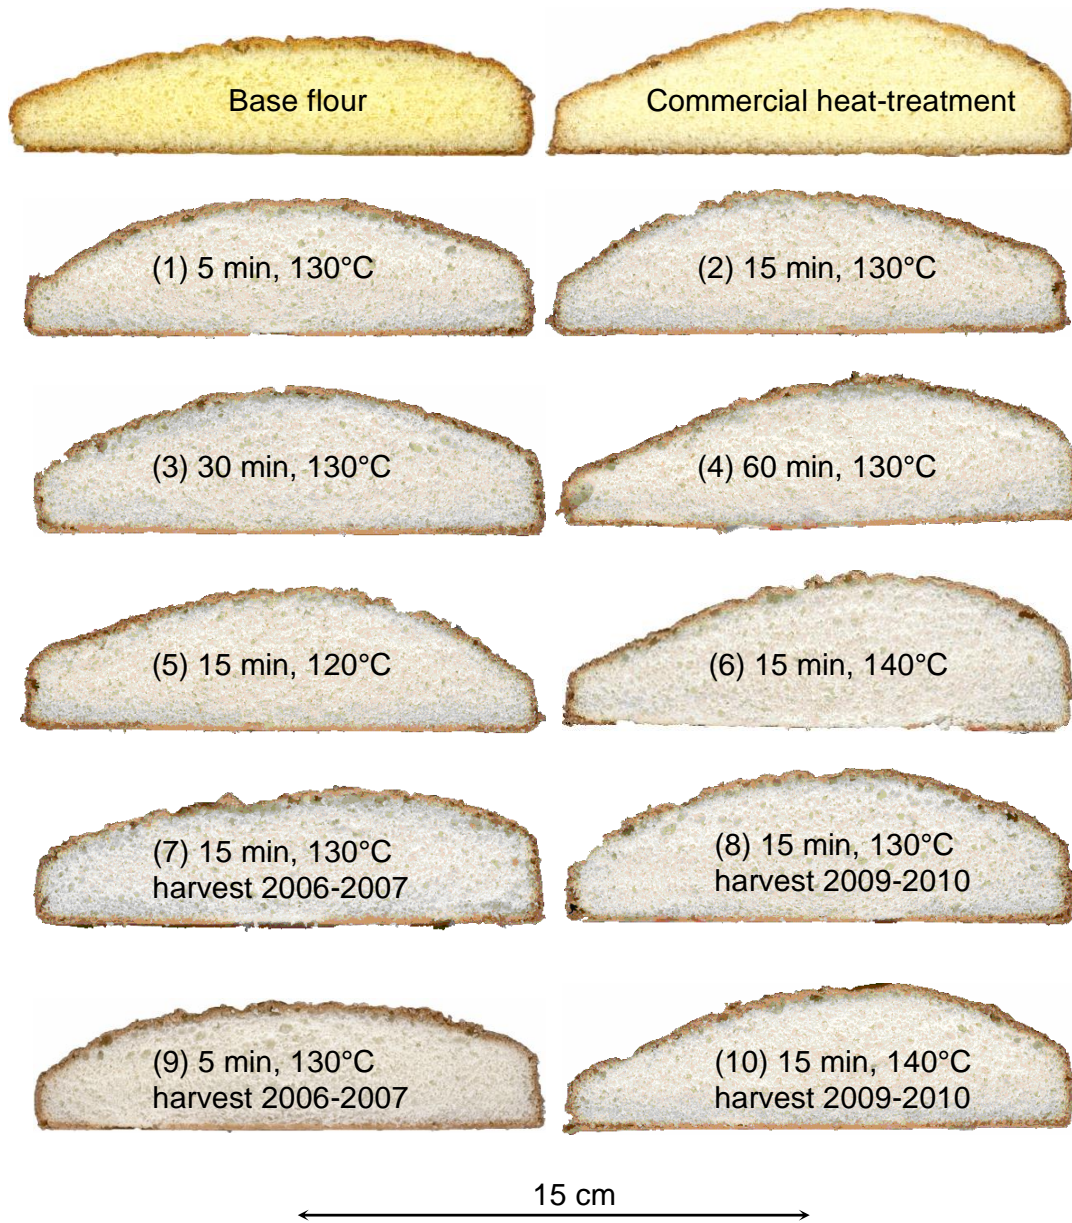 Base flour
Commercial heat-treatment
(1) 5 min, 130°C
(2) 15 min, 130°C
(3) 30 min, 130°C
(4) 60 min, 130°C
(5) 15 min, 120°C
(6) 15 min, 140°C
(7) 15 min, 130°C
harvest 2006-2007
(8) 15 min, 130°C
harvest 2009-2010
(9) 5 min, 130°C
harvest 2006-2007
(10) 15 min, 140°C
harvest 2009-2010
15 cm